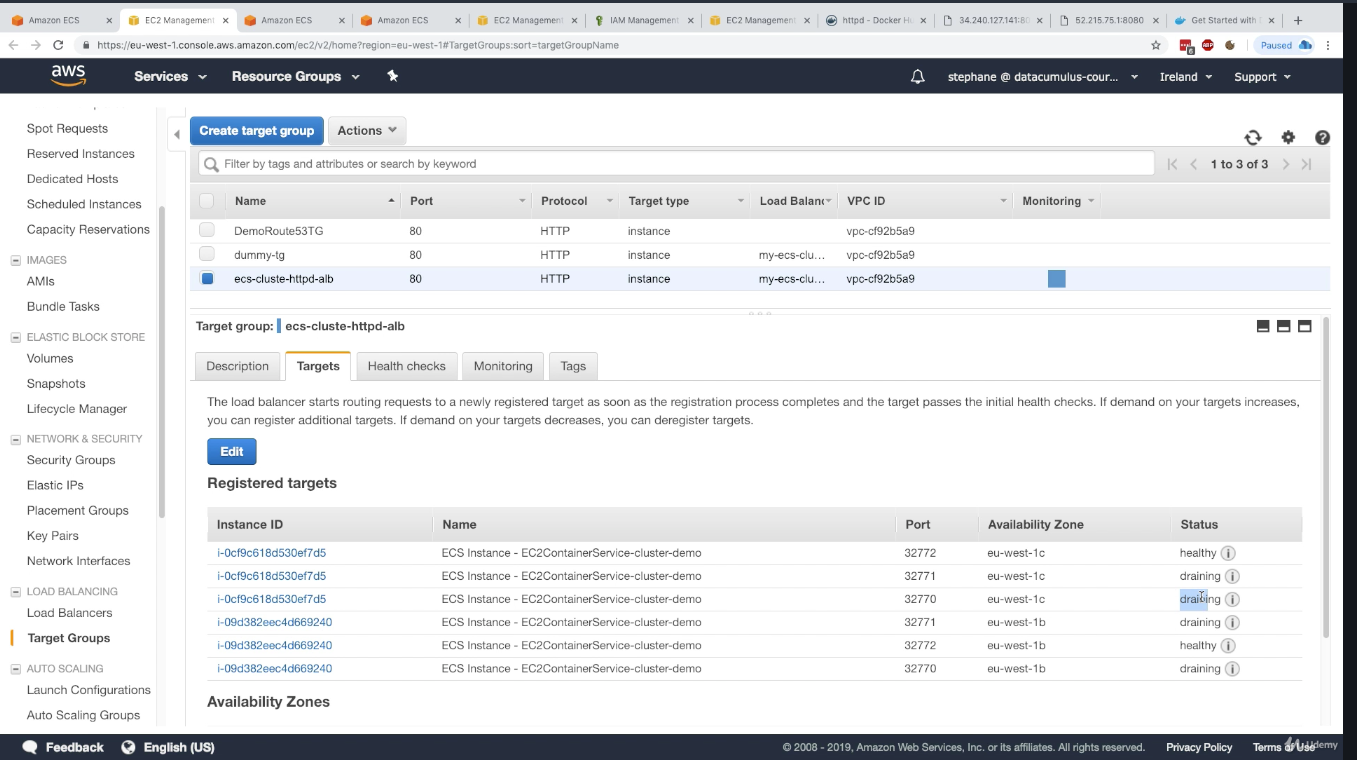 Amazon ECS
EC2 Management
Amazon ECS
Amazon ECS
EC2 Management
IAM Management
EC2 Management
httpd - Docker Hu
34.240.127.141:80
52.215.75.1:8080
Get Started with
https://eu-west-1.console.aws.amazon.com/ec2/v2/home?region=eu-west-1#TargetGroups:sort=targetGroupName
ABP
Paused
aws
Services
Resource Groups
stephane @ datacumulus-cour...
Ireland
Support
Spot Requests
Reserved Instances
Dedicated Hosts
Scheduled Instances
Capacity Reservations
IMAGES
AMIs
Bundle Tasks
ELASTIC BLOCK STORE
Volumes
Snapshots
Lifecycle Manager
NETWORK & SECURITY
Security Groups
Elastic IPs
Placement Groups
Key Pairs
Network Interfaces
LOAD BALANCING
Load Balancers
Target Groups
AUTO SCALING
Launch Configurations
Auto Scaling Groups
Create target group
Actions
Filter by tags and attributes or search by keyword
1 to 3 of 3
Name Port Protocol Target type Load Balanc VPC ID Monitoring
DemoRoute53TG 80 HTTP instance vpc-cf92b5a9
dummy-tg 80 HTTP instance my-ecs-clu... vpc-cf92b5a9
ecs-cluste-httpd-alb 80 HTTP instance my-ecs-clu... vpc-cf92b5a9
Target group: ecs-cluste-httpd-alb
Description Targets Health checks Monitoring Tags
The load balancer starts routing requests to a newly registered target as soon as the registration process completes and the target passes the initial health checks. If demand on your targets increases,
you can register additional targets. If demand on your targets decreases, you can deregister targets.
Edit
Registered targets
Instance ID Name Port Availability Zone Status
i-0cf9c618d530ef7d5 ECS Instance - EC2ContainerService-cluster-demo 32772 eu-west-1c healthy
i-0cf9c618d530ef7d5 ECS Instance - EC2ContainerService-cluster-demo 32771 eu-west-1c draining
i-0cf9c618d530ef7d5 ECS Instance - EC2ContainerService-cluster-demo 32770 eu-west-1c draining
i-09d382eec4d669240 ECS Instance - EC2ContainerService-cluster-demo 32771 eu-west-1b draining
i-09d382eec4d669240 ECS Instance - EC2ContainerService-cluster-demo 32772 eu-west-1b healthy
i-09d382eec4d669240 ECS Instance - EC2ContainerService-cluster-demo 32770 eu-west-1b draining
Availability Zones
Feedback
English (US)
© 2008 - 2019, Amazon Web Services, Inc. or its affiliates. All rights reserved.
Privacy Policy
Terms of Use
Udemy